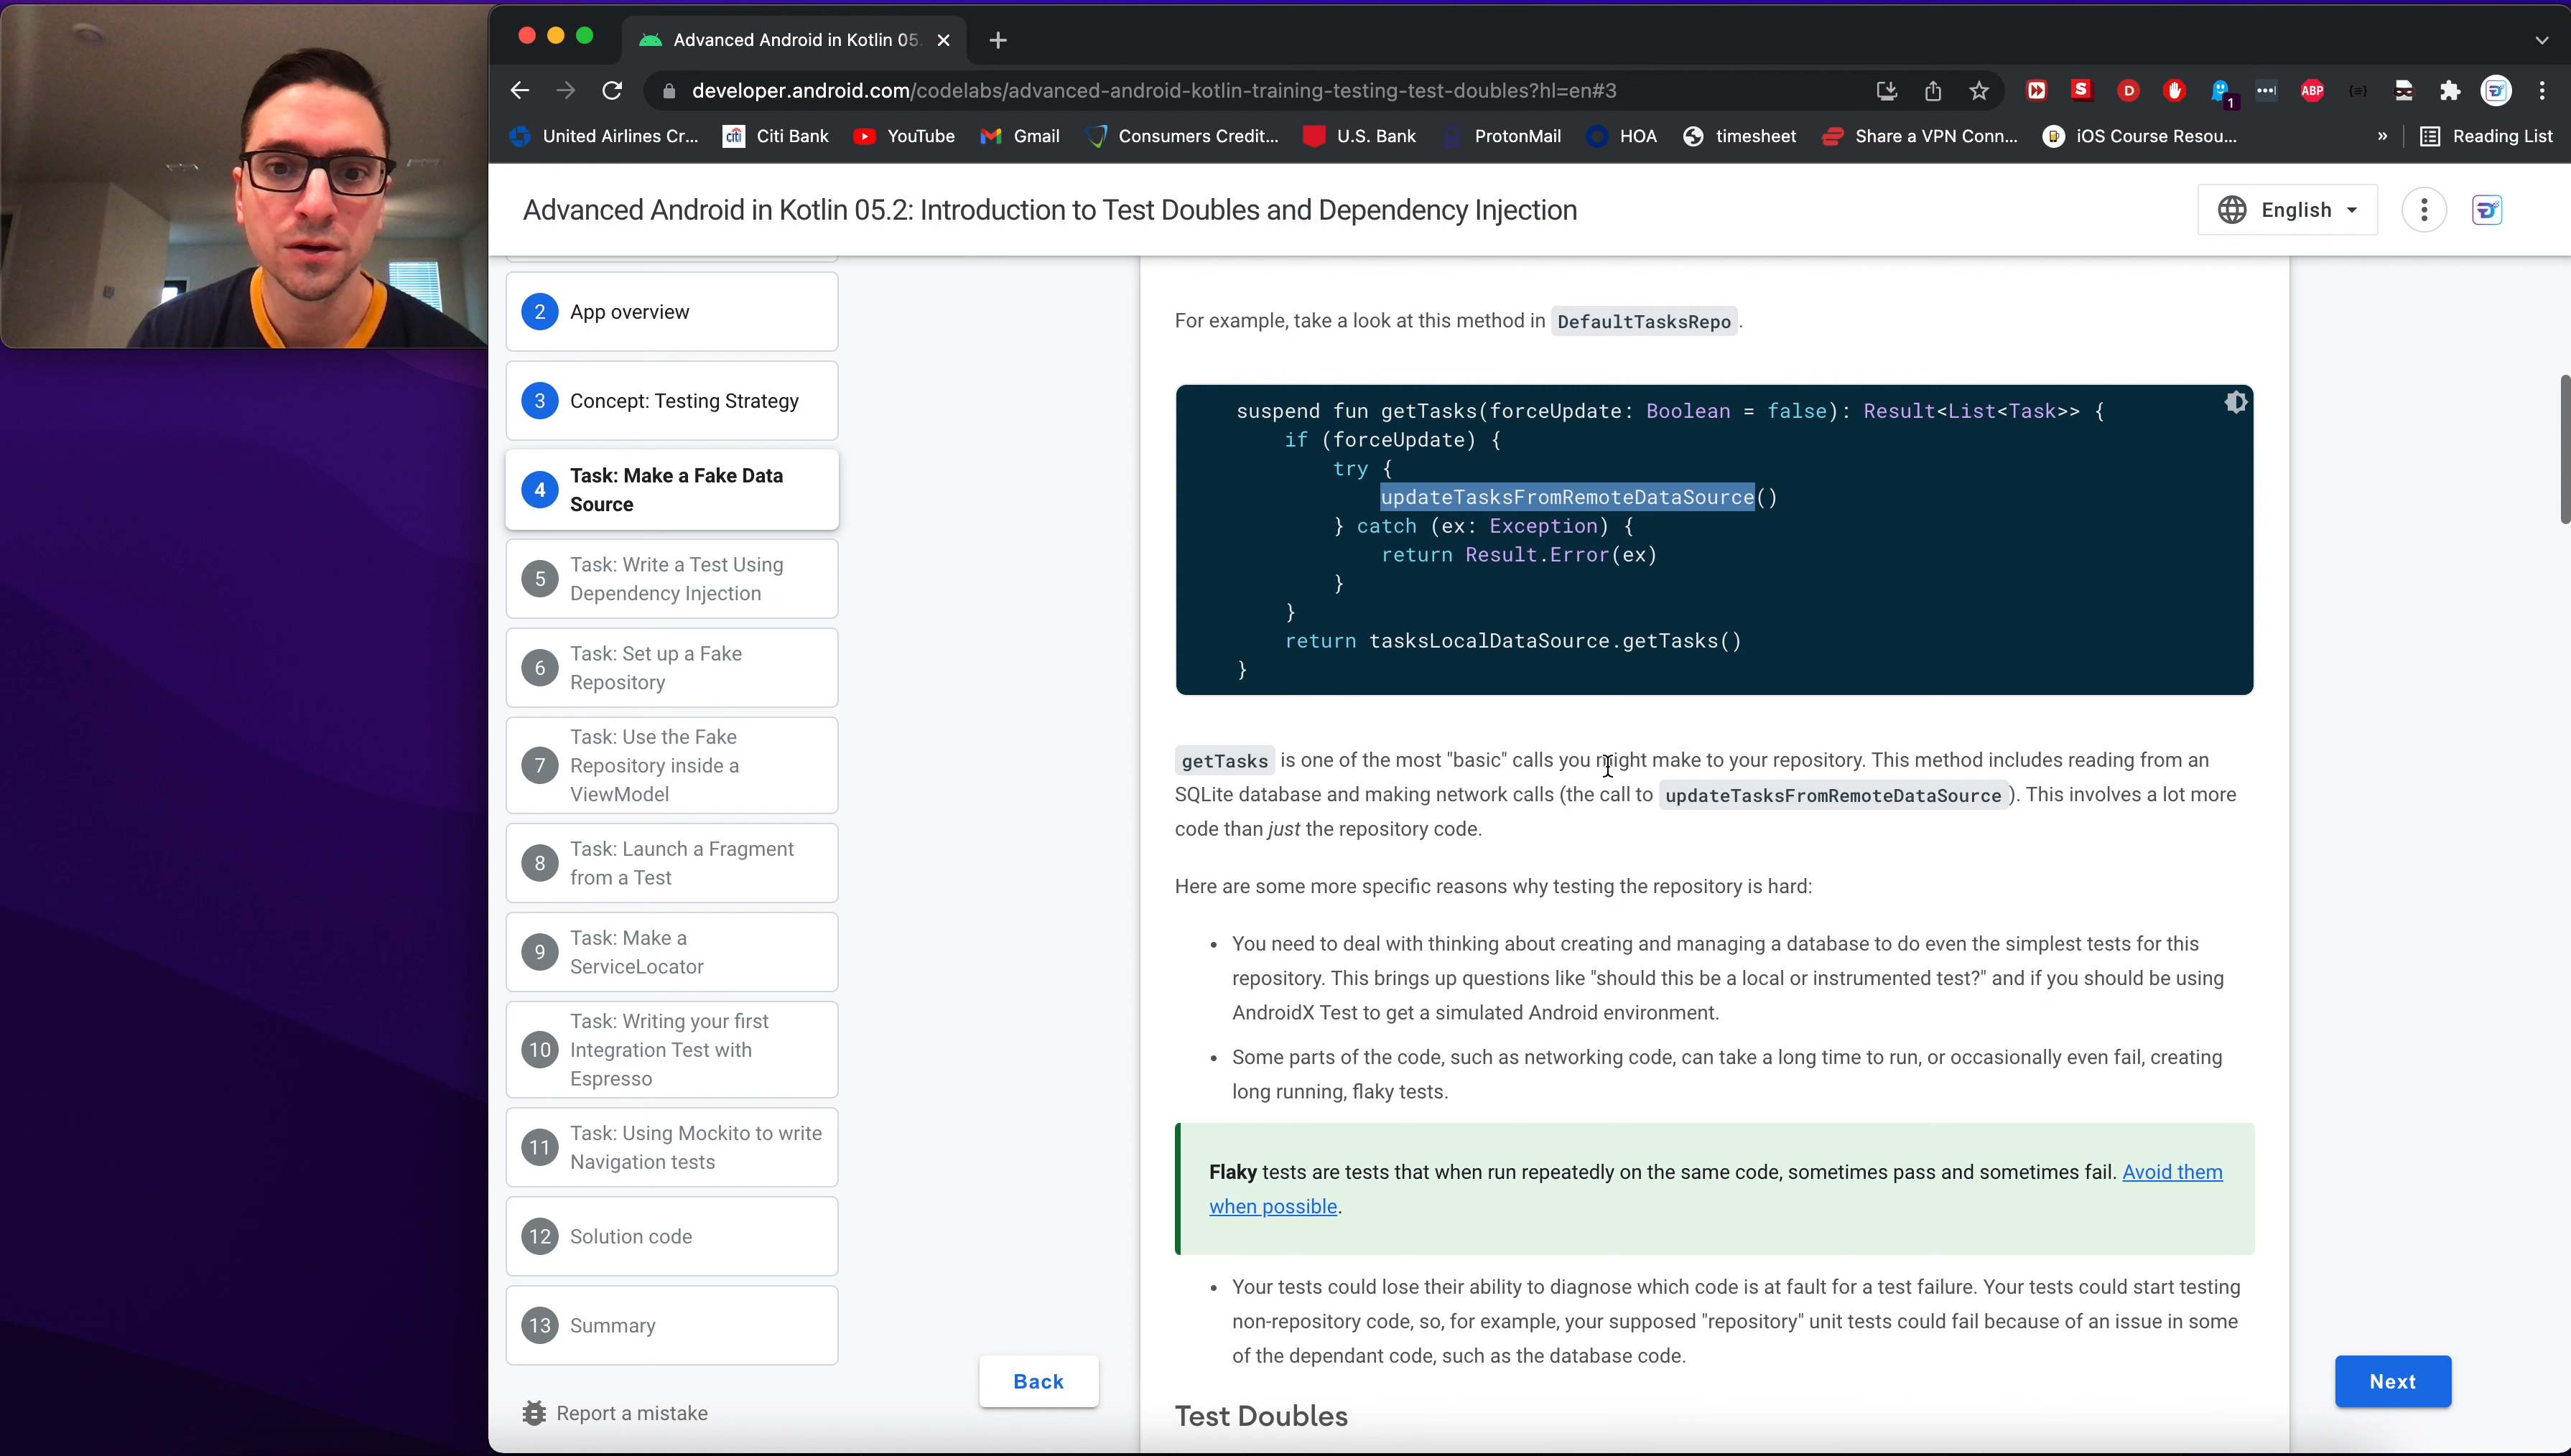 Advanced Android in Kotlin 05.
developer.android.com/codelabs/advanced-android-kotlin-training-testing-test-doubles?hl=en#3
S
D
1
ABP
United Airlines Cr...
citi
Citi Bank
YouTube
Gmail
Consumers Credit...
U.S. Bank
ProtonMail
HOA
timesheet
Share a VPN Conn...
iOS Course Resou...
»
Reading List
Advanced Android in Kotlin 05.2: Introduction to Test Doubles and Dependency Injection
English
2
App overview
3
Concept: Testing Strategy
4
Task: Make a Fake Data
Source
5
Task: Write a Test Using
Dependency Injection
6
Task: Set up a Fake
Repository
7
Task: Use the Fake
Repository inside a
ViewModel
8
Task: Launch a Fragment
from a Test
9
Task: Make a
ServiceLocator
10
Task: Writing your first
Integration Test with
Espresso
11
Task: Using Mockito to write
Navigation tests
12
Solution code
13
Summary
Report a mistake
For example, take a look at this method in DefaultTasksRepo.
suspend fun getTasks(forceUpdate: Boolean = false): Result<List<Task>> {
if (forceUpdate) {
try {
updateTasksFromRemoteDataSource()
} catch (ex: Exception) {
return Result.Error(ex)
}
}
return tasksLocalDataSource.getTasks()
}
getTasks is one of the most "basic" calls you might make to your repository. This method includes reading from an
SQLite database and making network calls (the call to updateTasksFromRemoteDataSource). This involves a lot more
code than just the repository code.
Here are some more specific reasons why testing the repository is hard:
• You need to deal with thinking about creating and managing a database to do even the simplest tests for this
repository. This brings up questions like "should this be a local or instrumented test?" and if you should be using
AndroidX Test to get a simulated Android environment.
• Some parts of the code, such as networking code, can take a long time to run, or occasionally even fail, creating
long running, flaky tests.
Flaky tests are tests that when run repeatedly on the same code, sometimes pass and sometimes fail. Avoid them
when possible.
• Your tests could lose their ability to diagnose which code is at fault for a test failure. Your tests could start testing
non-repository code, so, for example, your supposed "repository" unit tests could fail because of an issue in some
of the dependant code, such as the database code.
Test Doubles
Back
Next